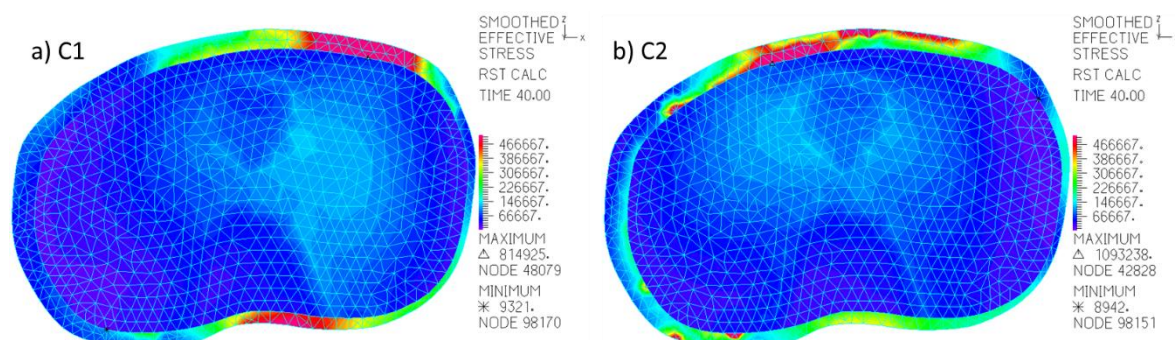 a) C1
SMOOTHED
EFFECTIVE
STRESS
RST CALC
TIME 40.00
466667.
386667.
306667.
226667.
146667.
66667.
MAXIMUM
△ 814925.
NODE 48079
MINIMUM
* 9321.
NODE 98170
z
x
b) C2
SMOOTHED
EFFECTIVE
STRESS
RST CALC
TIME 40.00
466667.
386667.
306667.
226667.
146667.
66667.
MAXIMUM
△ 1093238.
NODE 42828
MINIMUM
* 8942.
NODE 98151
z